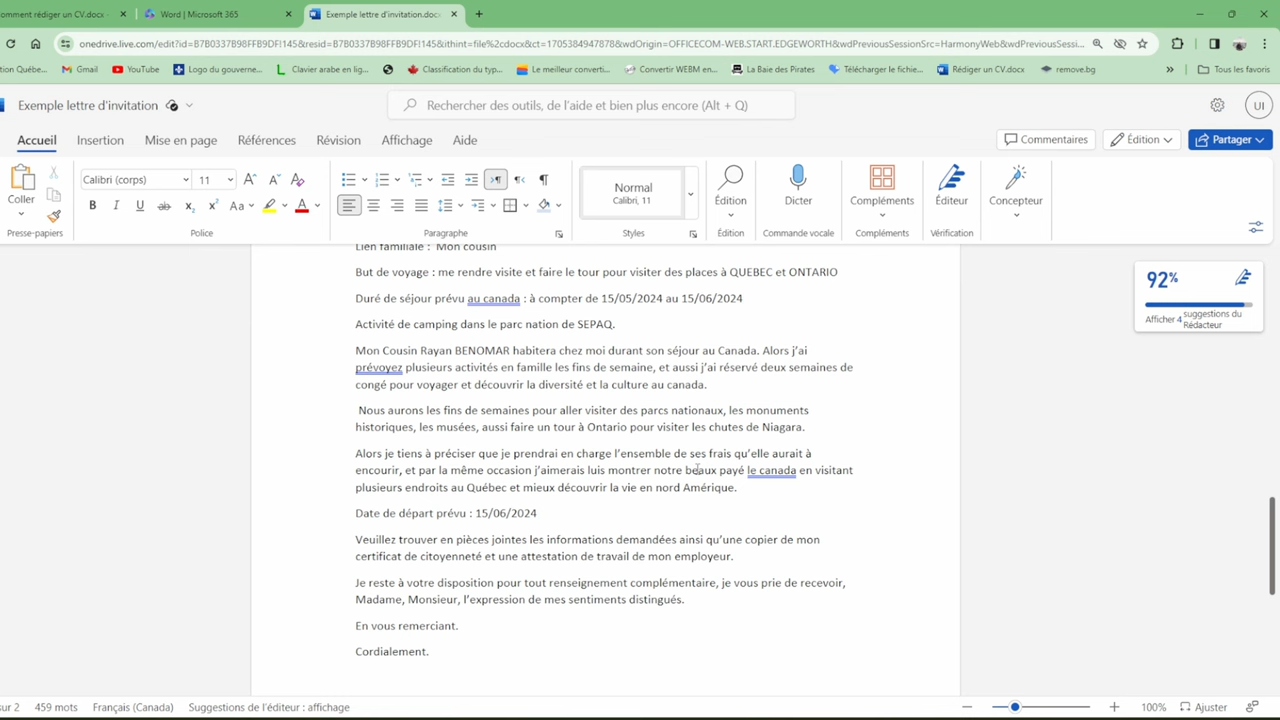 omment rédiger un CV.docx -
Word | Microsoft 365
Exemple lettre d'invitation.docx
onedrive.live.com/edit?id=B7B0337B98FFB9DF!145&resid=B7B0337B98FFB9DF!145&ithint=file%2cdocx&ct=1705384947878&wdOrigin=OFFICECOM-WEB.START.EDGEWORTH&wdPreviousSessionSrc=HarmonyWeb&wdPreviousSessi...
tion Québe...
Gmail
YouTube
Logo du gouverne...
Clavier arabe en lig...
Classification du typ...
Le meilleur converti...
Convertir WEBM en...
La Baie des Pirates
Télécharger le fichie...
Rédiger un CV.docx
remove.bg
»
Tous les favoris
Exemple lettre d'invitation
Rechercher des outils, de l'aide et bien plus encore (Alt + Q)
UI
Accueil
Insertion
Mise en page
Références
Révision
Affichage
Aide
Commentaires
Édition
Partager
Coller
Calibri (corps)
11
Normal
Calibri, 11
Édition
Dicter
Compléments
Éditeur
Concepteur
Presse-papiers
Police
Paragraphe
Styles
Édition
Commande vocale
Compléments
Vérification
Lien familiale : Mon cousin
But de voyage : me rendre visite et faire le tour pour visiter des places à QUEBEC et ONTARIO
Duré de séjour prévu au canada : à compter de 15/05/2024 au 15/06/2024
Activité de camping dans le parc nation de SEPAQ.
Mon Cousin Rayan BENOMAR habitera chez moi durant son séjour au Canada. Alors j'ai
prévoyez plusieurs activités en famille les fins de semaine, et aussi j'ai réservé deux semaines de
congé pour voyager et découvrir la diversité et la culture au canada.
Nous aurons les fins de semaines pour aller visiter des parcs nationaux, les monuments
historiques, les musées, aussi faire un tour à Ontario pour visiter les chutes de Niagara.
Alors je tiens à préciser que je prendrai en charge l'ensemble de ses frais qu'elle aurait à
encourir, et par la même occasion j'aimerais luis montrer notre beaux payé le canada en visitant
plusieurs endroits au Québec et mieux découvrir la vie en nord Amérique.
Date de départ prévu : 15/06/2024
Veuillez trouver en pièces jointes les informations demandées ainsi qu'une copier de mon
certificat de citoyenneté et une attestation de travail de mon employeur.
Je reste à votre disposition pour tout renseignement complémentaire, je vous prie de recevoir,
Madame, Monsieur, l'expression de mes sentiments distingués.
En vous remerciant.
Cordialement.
92%
Afficher 4 suggestions du
Rédacteur
sur 2
459 mots
Français (Canada)
Suggestions de l'éditeur : affichage
100%
Ajuster